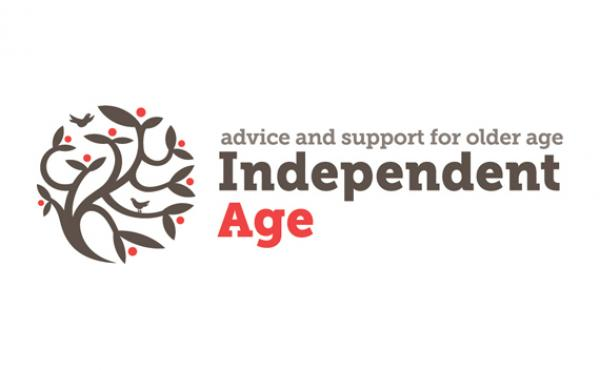 advice and support for older age
Independent
Age